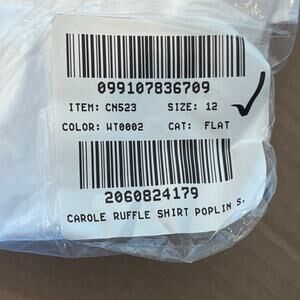 099107836709
ITEM: CN523 SIZE: 12
COLOR: WT0002 CAT: FLAT
2060824179
CAROLE RUFFLE SHIRT POPLIN S.